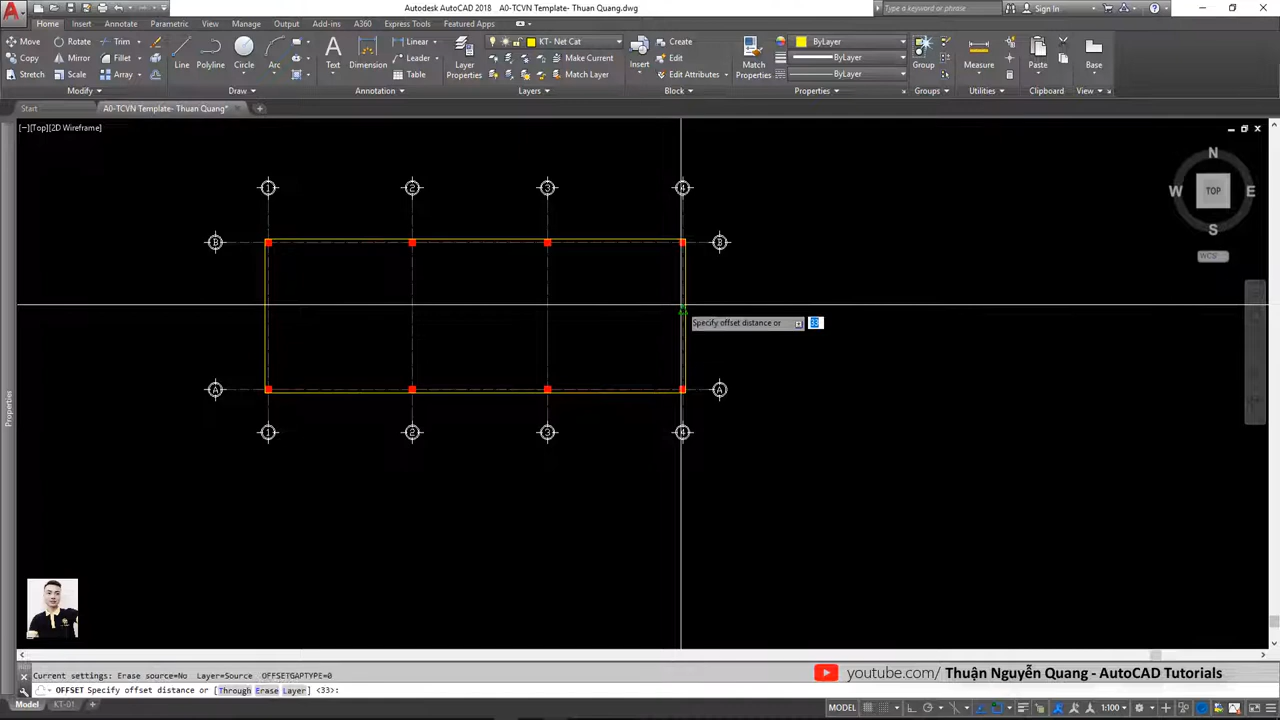 Autodesk AutoCAD 2018 A0-TCVN Template- Thuan Quang.dwg
Type a keyword or phrase
Sign In
Home Insert Annotate Parametric View Manage Output Add-ins A360 Express Tools Featured Apps
Move Rotate Trim
Copy Mirror Fillet
Stretch Scale Array
Modify
Line Polyline Circle Arc
Draw
Text Dimension
Linear
Leader
Table
Annotation
Layer Properties
KT- Net Cat
Make Current
Match Layer
Layers
Insert
Create
Edit
Edit Attributes
Block
Match Properties
ByLayer
ByLayer
ByLayer
Properties
Group
Groups
Measure
Utilities
Paste
Clipboard
Base
View
Start
A0-TCVN Template- Thuan Quang*
[−][Top][2D Wireframe]
N
W TOP E
S
WCS
1 2 3 4
B B
Specify offset distance or 33
A A
1 2 3 4
Properties
Current settings: Erase source=No Layer=Source OFFSETGAPTYPE=0
OFFSET Specify offset distance or [Through Erase Layer] <33>:
youtube.com/ Thuận Nguyễn Quang - AutoCAD Tutorials
Model KT-01
MODEL
1:100